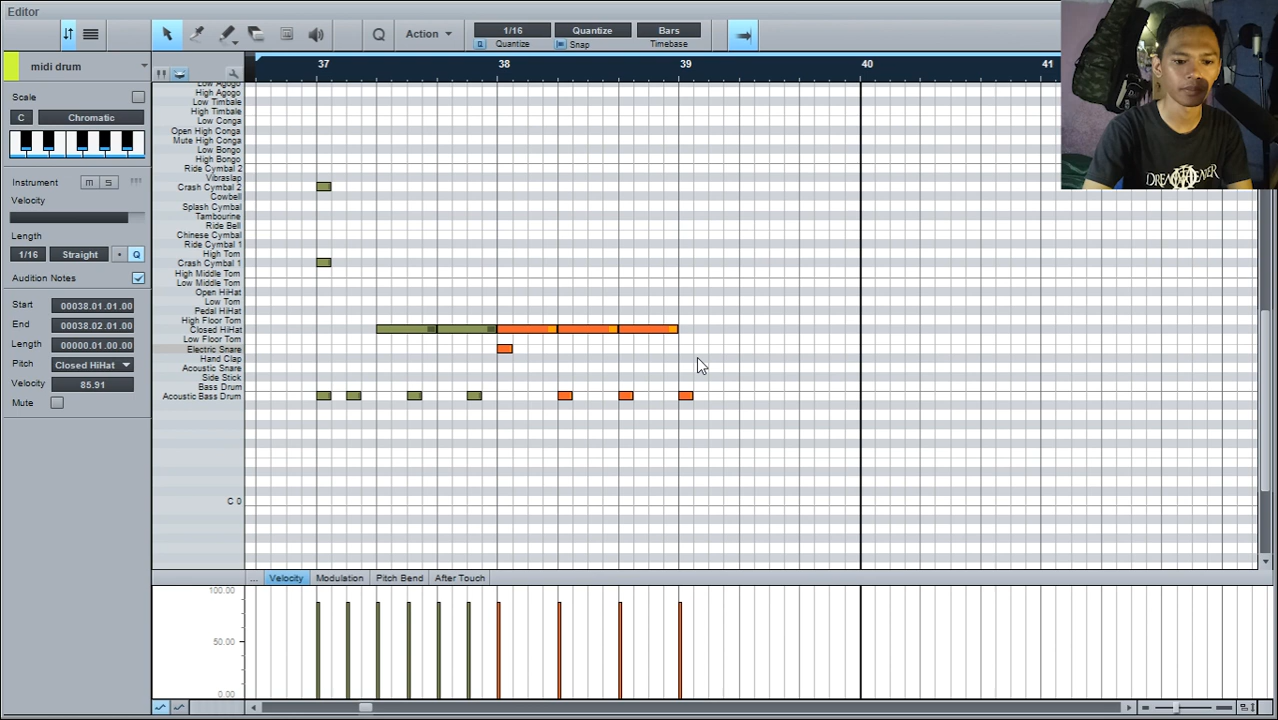 Editor
1/16 Quantize Bars
Action
Quantize Snap Timebase
midi drum
37 38 39 40 41
Scale
C Chromatic
Instrument m s
Velocity
Length
1/16 Straight Q
Audition Notes
Start 00038.01.01.00
End 00038.02.01.00
Length 00000.01.00.00
Pitch Closed HiHat
Velocity 85.91
Mute
Low Agogo
High Agogo
Low Timbale
High Timbale
Low Conga
Open High Conga
Mute High Conga
Low Bongo
High Bongo
Ride Cymbal 2
Vibraslap
Crash Cymbal 2
Cowbell
Splash Cymbal
Tambourine
Ride Bell
Chinese Cymbal
Ride Cymbal 1
High Tom
Crash Cymbal 1
High Middle Tom
Low Middle Tom
Open HiHat
Low Tom
Pedal HiHat
High Floor Tom
Closed HiHat
Low Floor Tom
Electric Snare
Hand Clap
Acoustic Snare
Side Stick
Bass Drum
Acoustic Bass Drum
C 0
... Velocity Modulation Pitch Bend After Touch
100.00
50.00
0.00